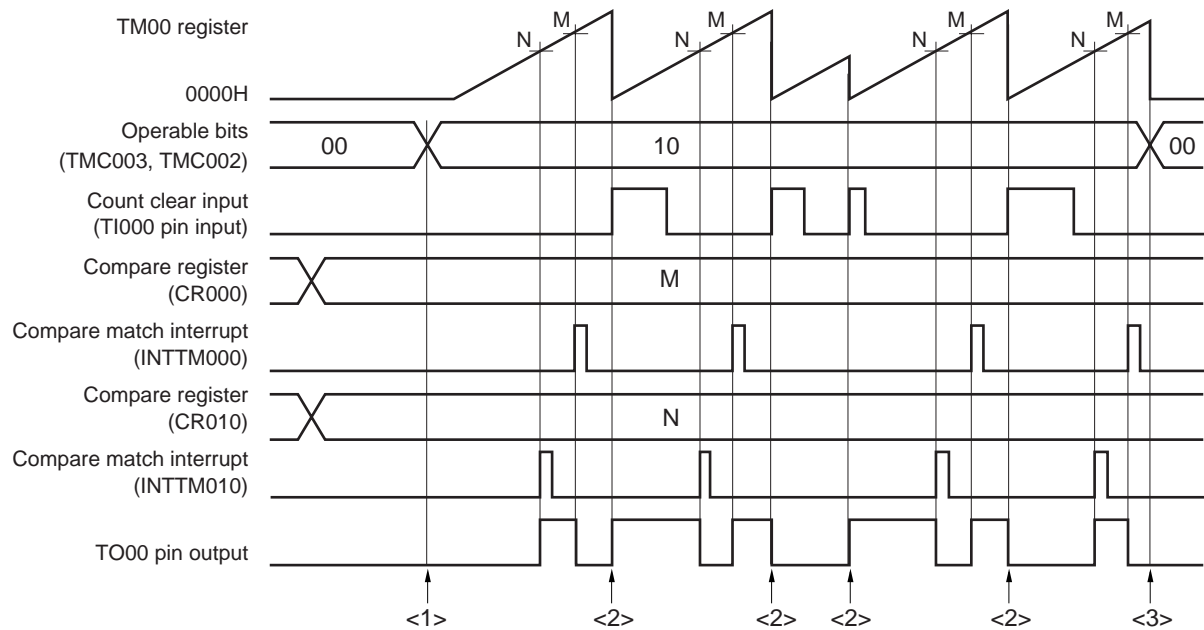 TM00 register
N M N M N M N M
0000H
Operable bits
(TMC003, TMC002)
00 10 00
Count clear input
(TI000 pin input)
Compare register
(CR000)
M
Compare match interrupt
(INTTM000)
Compare register
(CR010)
N
Compare match interrupt
(INTTM010)
TO00 pin output
<1> <2> <2> <2> <2> <3>